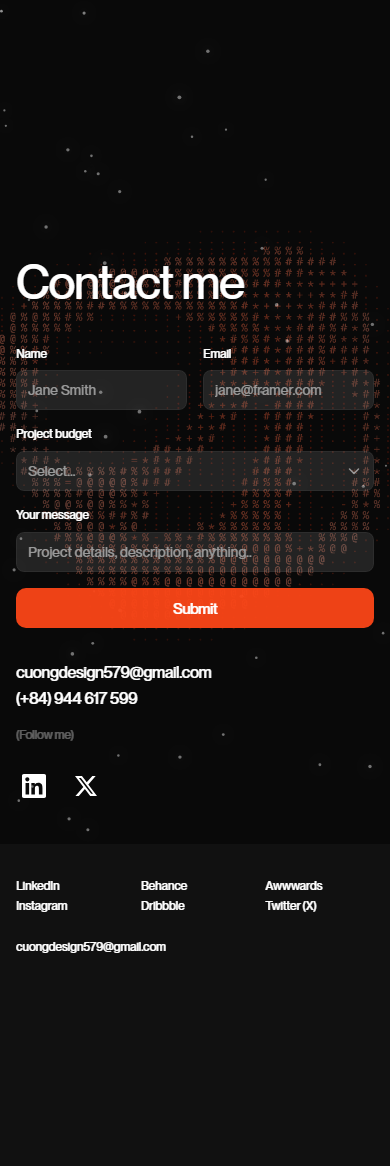 Contact me
Name
Email
Jane Smith
jane@framer.com
Project budget
Select...
Your message
Project details, description, anything...
Submit
cuongdesign579@gmail.com
(+84) 944 617 599
(Follow me)
LinkedIn
Behance
Awwwards
Instagram
Dribbble
Twitter (X)
cuongdesign579@gmail.com